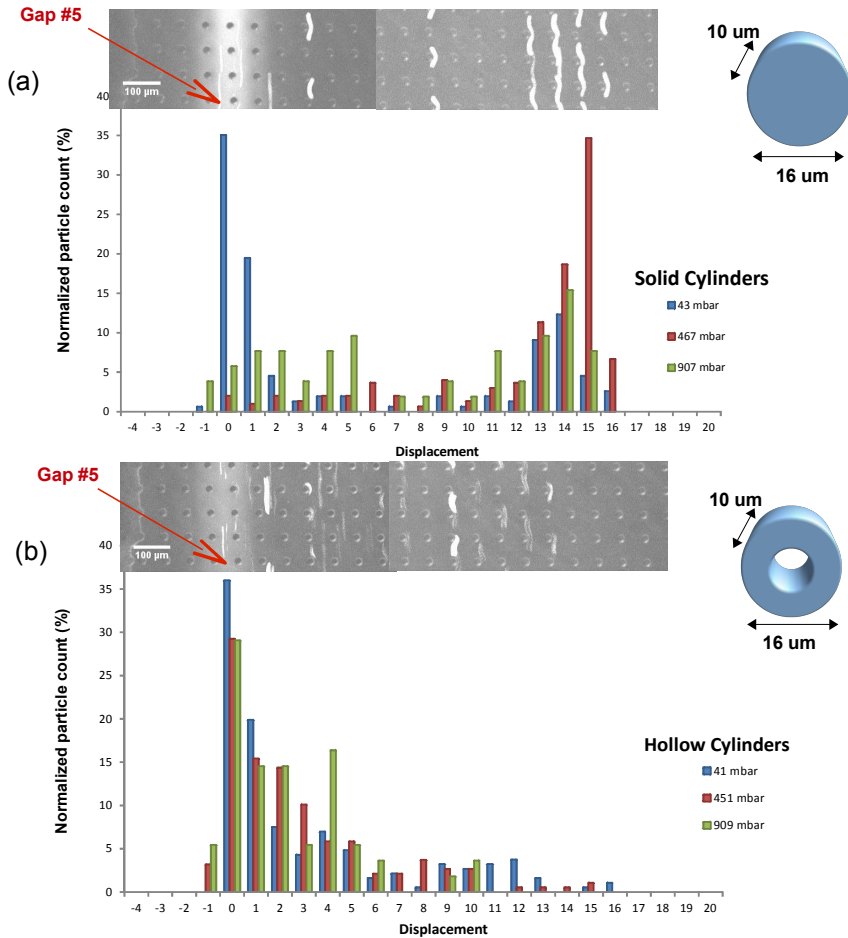 Gap #5
(a)
100 µm
10 um
16 um
40
35
30
25
20
15
10
5
0
Normalized particle count (%)
Solid Cylinders
43 mbar
467 mbar
907 mbar
-4 -3 -2 -1 0 1 2 3 4 5 6 7 8 9 10 11 12 13 14 15 16 17 18 19 20
Displacement
Gap #5
(b)
100 µm
10 um
16 um
40
35
30
25
20
15
10
5
0
Normalized particle count (%)
Hollow Cylinders
41 mbar
451 mbar
909 mbar
-4 -3 -2 -1 0 1 2 3 4 5 6 7 8 9 10 11 12 13 14 15 16 17 18 19 20
Displacement